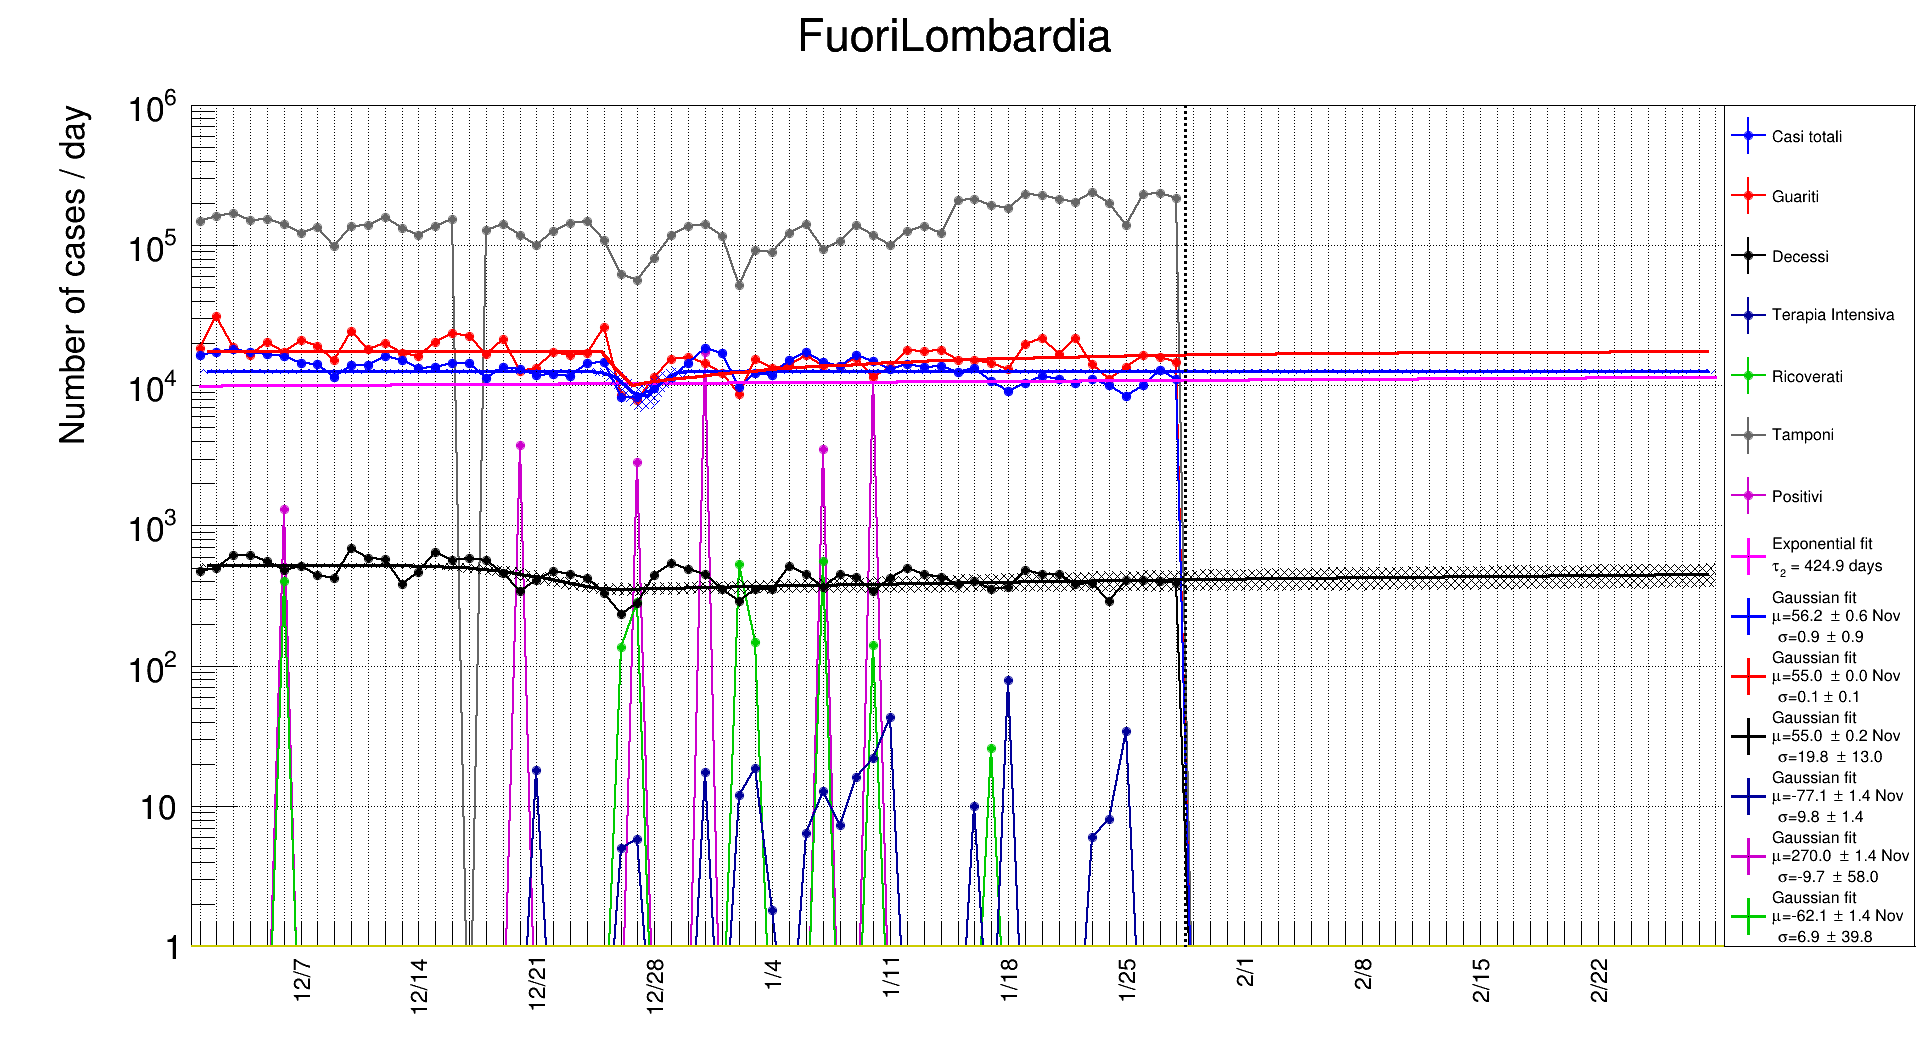 FuoriLombardia
Number of cases / day
10^6
10^5
10^4
10^3
10^2
10
1
12/7
12/14
12/21
12/28
1/4
1/11
1/18
1/25
2/1
2/8
2/15
2/22
Casi totali
Guariti
Decessi
Terapia Intensiva
Ricoverati
Tamponi
Positivi
Exponential fit
τ₂ = 424.9 days
Gaussian fit
μ=56.2 ± 0.6 Nov
σ=0.9 ± 0.9
Gaussian fit
μ=55.0 ± 0.0 Nov
σ=0.1 ± 0.1
Gaussian fit
μ=55.0 ± 0.2 Nov
σ=19.8 ± 13.0
Gaussian fit
μ=-77.1 ± 1.4 Nov
σ=9.8 ± 1.4
Gaussian fit
μ=270.0 ± 1.4 Nov
σ=-9.7 ± 58.0
Gaussian fit
μ=-62.1 ± 1.4 Nov
σ=6.9 ± 39.8